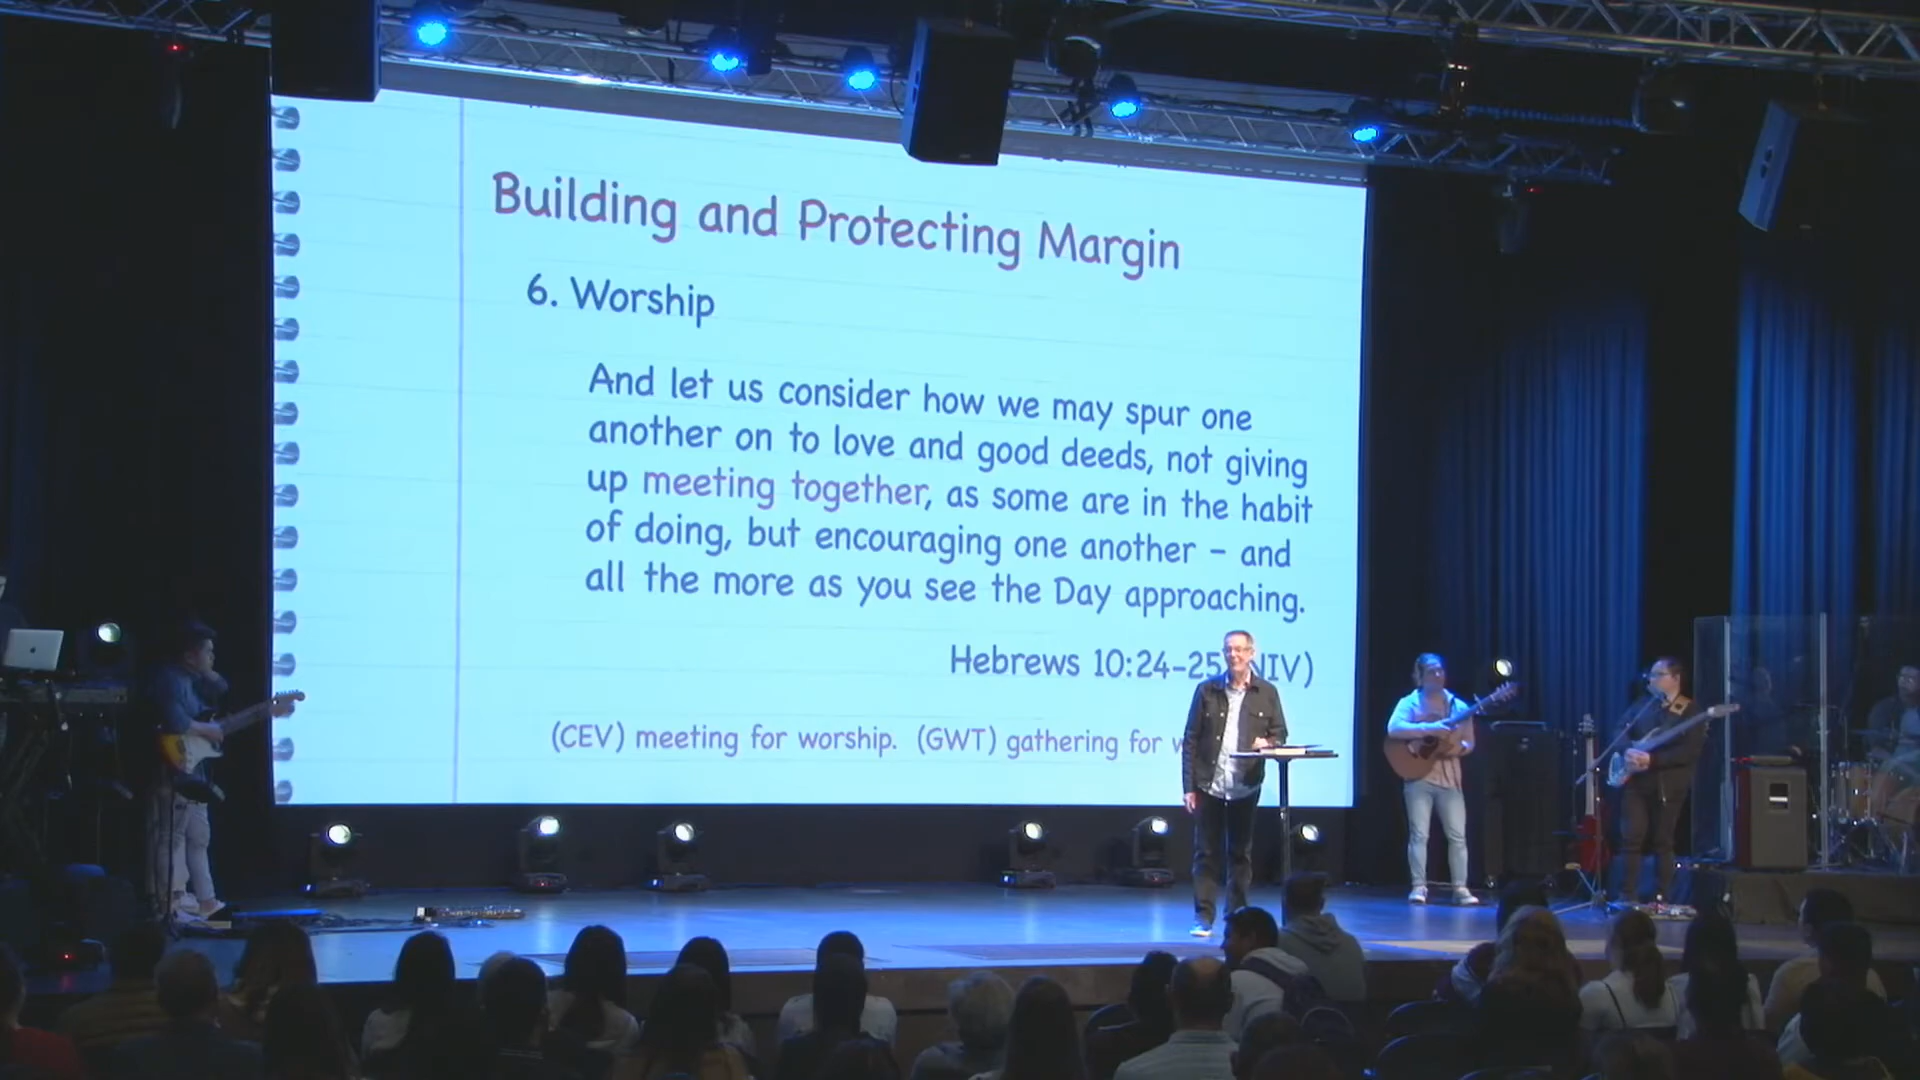 Building and Protecting Margin
6. Worship
And let us consider how we may spur one
another on to love and good deeds, not giving
up meeting together, as some are in the habit
of doing, but encouraging one another – and
all the more as you see the Day approaching.
Hebrews 10:24-25 NIV)
(CEV) meeting for worship. (GWT) gathering for